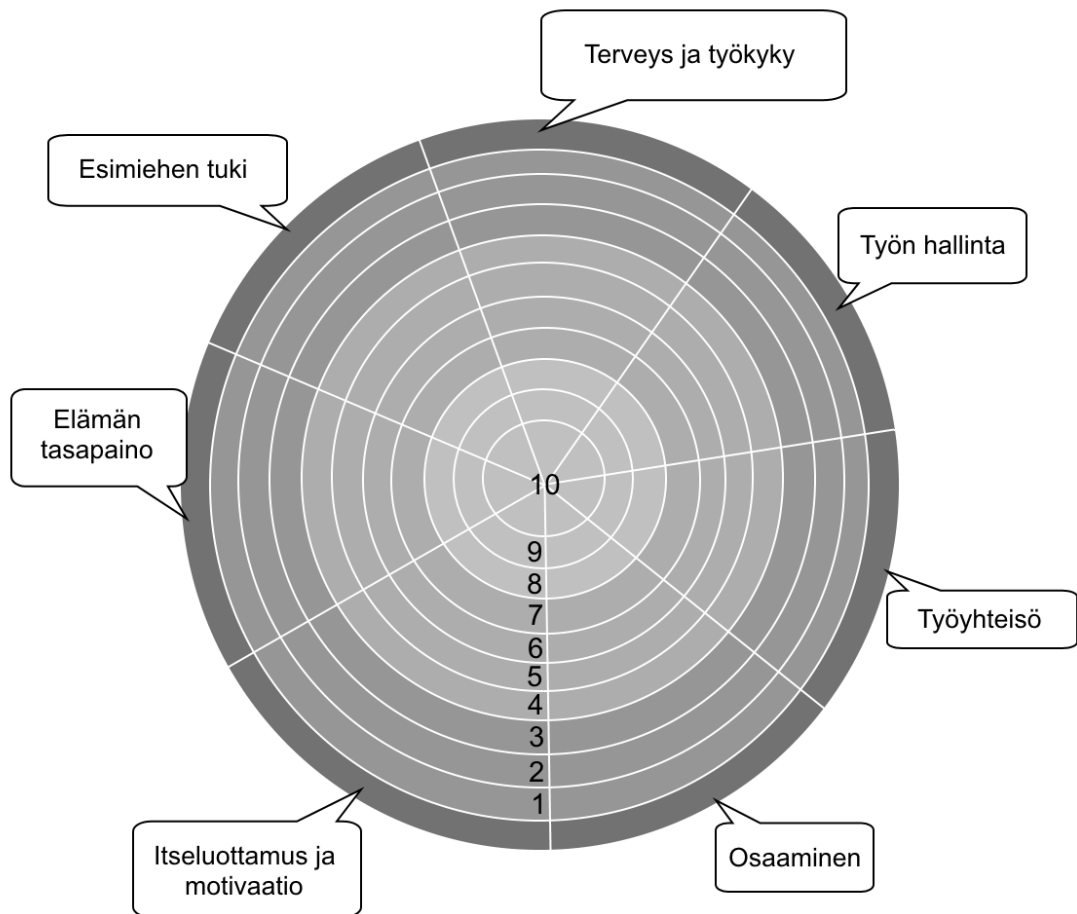 Terveys ja työkyky
Esimiehen tuki
Työn hallinta
Elämän
tasapaino
10
9
8
7
6
5
4
3
2
1
Työyhteisö
Itseluottamus ja
motivaatio
Osaaminen